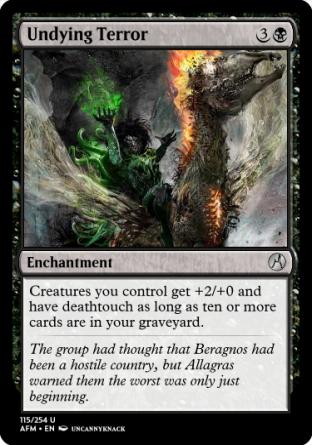 Undying Terror 3
Enchantment
Creatures you control get +2/+0 and
have deathtouch as long as ten or more
cards are in your graveyard.
The group had thought that Beragnos had
been a hostile country, but Allagras
warned them the worst was only just
beginning.
115/254 U
AFM • EN UNCANNYKNACK